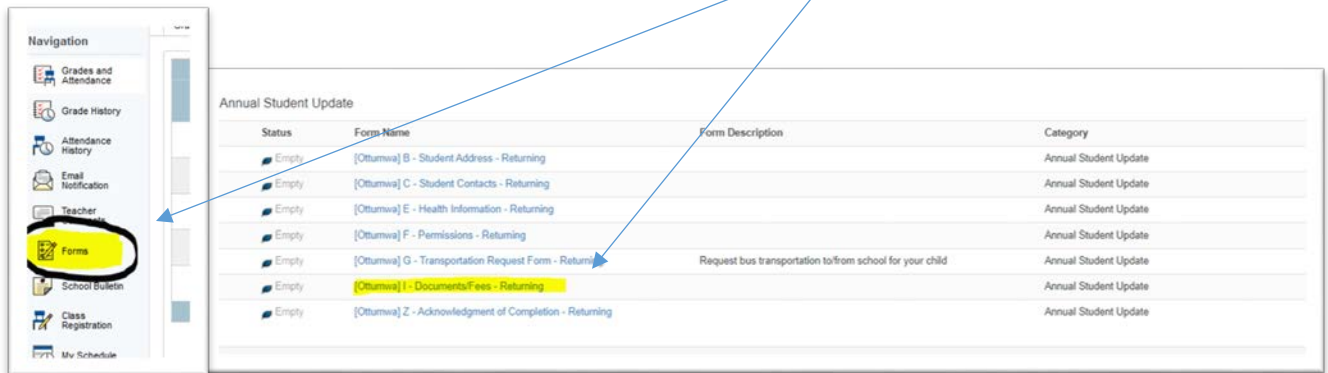 Navigation
Grades and
Attendance
Grade History
Attendance
History
Email
Notification
Teacher
Forms
School Bulletin
Class
Registration
My Schedule
Annual Student Update
Status Form Name Form Description Category
Empty [Ottumwa] B - Student Address - Returning Annual Student Update
Empty [Ottumwa] C - Student Contacts - Returning Annual Student Update
Empty [Ottumwa] E - Health Information - Returning Annual Student Update
Empty [Ottumwa] F - Permissions - Returning Annual Student Update
Empty [Ottumwa] G - Transportation Request Form - Returning Request bus transportation to/from school for your child Annual Student Update
Empty [Ottumwa] I - Documents/Fees - Returning Annual Student Update
Empty [Ottumwa] Z - Acknowledgment of Completion - Returning Annual Student Update